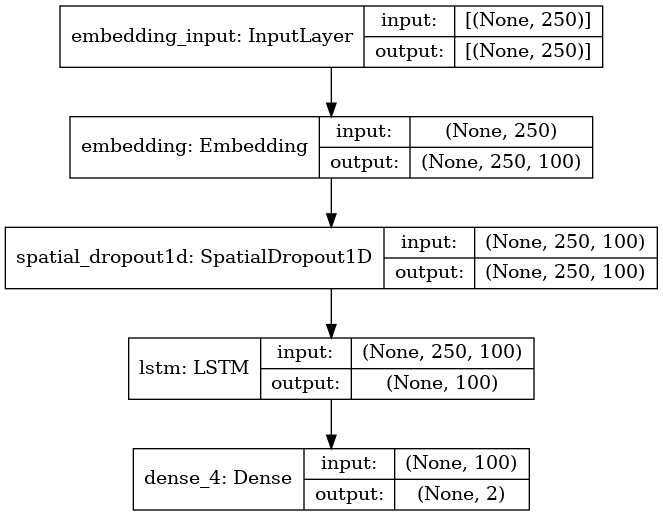 embedding_input: InputLayer
input: [(None, 250)]
output: [(None, 250)]
embedding: Embedding
input: (None, 250)
output: (None, 250, 100)
spatial_dropout1d: SpatialDropout1D
input: (None, 250, 100)
output: (None, 250, 100)
lstm: LSTM
input: (None, 250, 100)
output: (None, 100)
dense_4: Dense
input: (None, 100)
output: (None, 2)